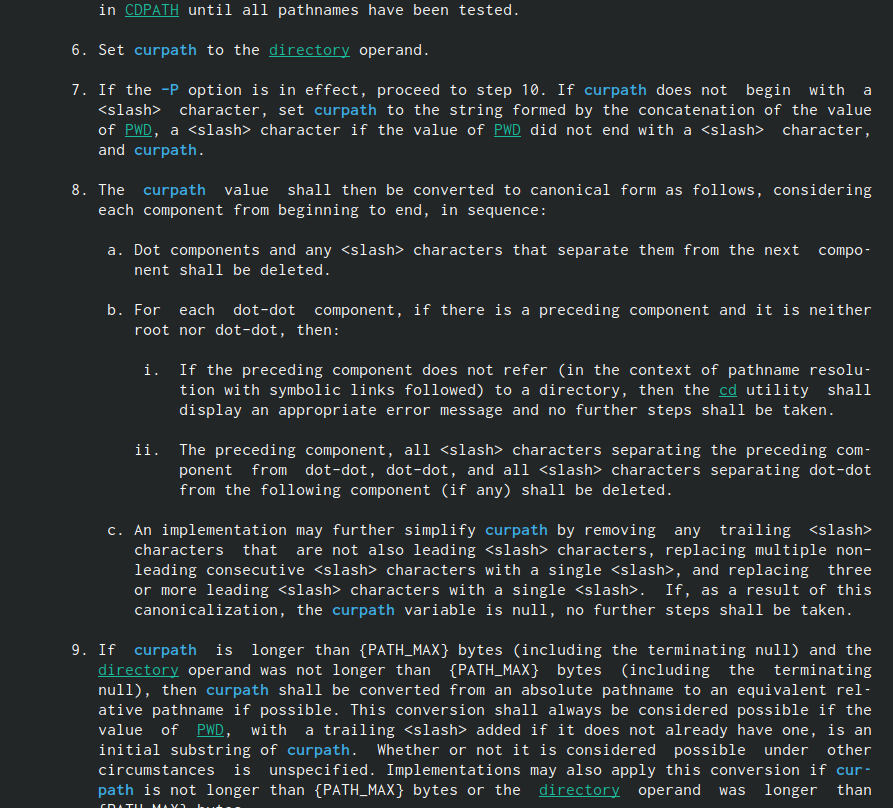 in CDPATH until all pathnames have been tested.
6. Set curpath to the directory operand.
7. If the -P option is in effect, proceed to step 10. If curpath does not begin with a
<slash> character, set curpath to the string formed by the concatenation of the value
of PWD, a <slash> character if the value of PWD did not end with a <slash> character,
and curpath.
8. The curpath value shall then be converted to canonical form as follows, considering
each component from beginning to end, in sequence:
a. Dot components and any <slash> characters that separate them from the next compo‐
nent shall be deleted.
b. For each dot-dot component, if there is a preceding component and it is neither
root nor dot-dot, then:
i. If the preceding component does not refer (in the context of pathname resolu‐
tion with symbolic links followed) to a directory, then the cd utility shall
display an appropriate error message and no further steps shall be taken.
ii. The preceding component, all <slash> characters separating the preceding com‐
ponent from dot-dot, dot-dot, and all <slash> characters separating dot-dot
from the following component (if any) shall be deleted.
c. An implementation may further simplify curpath by removing any trailing <slash>
characters that are not also leading <slash> characters, replacing multiple non-
leading consecutive <slash> characters with a single <slash>, and replacing three
or more leading <slash> characters with a single <slash>. If, as a result of this
canonicalization, the curpath variable is null, no further steps shall be taken.
9. If curpath is longer than {PATH_MAX} bytes (including the terminating null) and the
directory operand was not longer than {PATH_MAX} bytes (including the terminating
null), then curpath shall be converted from an absolute pathname to an equivalent rel‐
ative pathname if possible. This conversion shall always be considered possible if the
value of PWD, with a trailing <slash> added if it does not already have one, is an
initial substring of curpath. Whether or not it is considered possible under other
circumstances is unspecified. Implementations may also apply this conversion if cur‐
path is not longer than {PATH_MAX} bytes or the directory operand was longer than
{PATH_MAX} bytes.